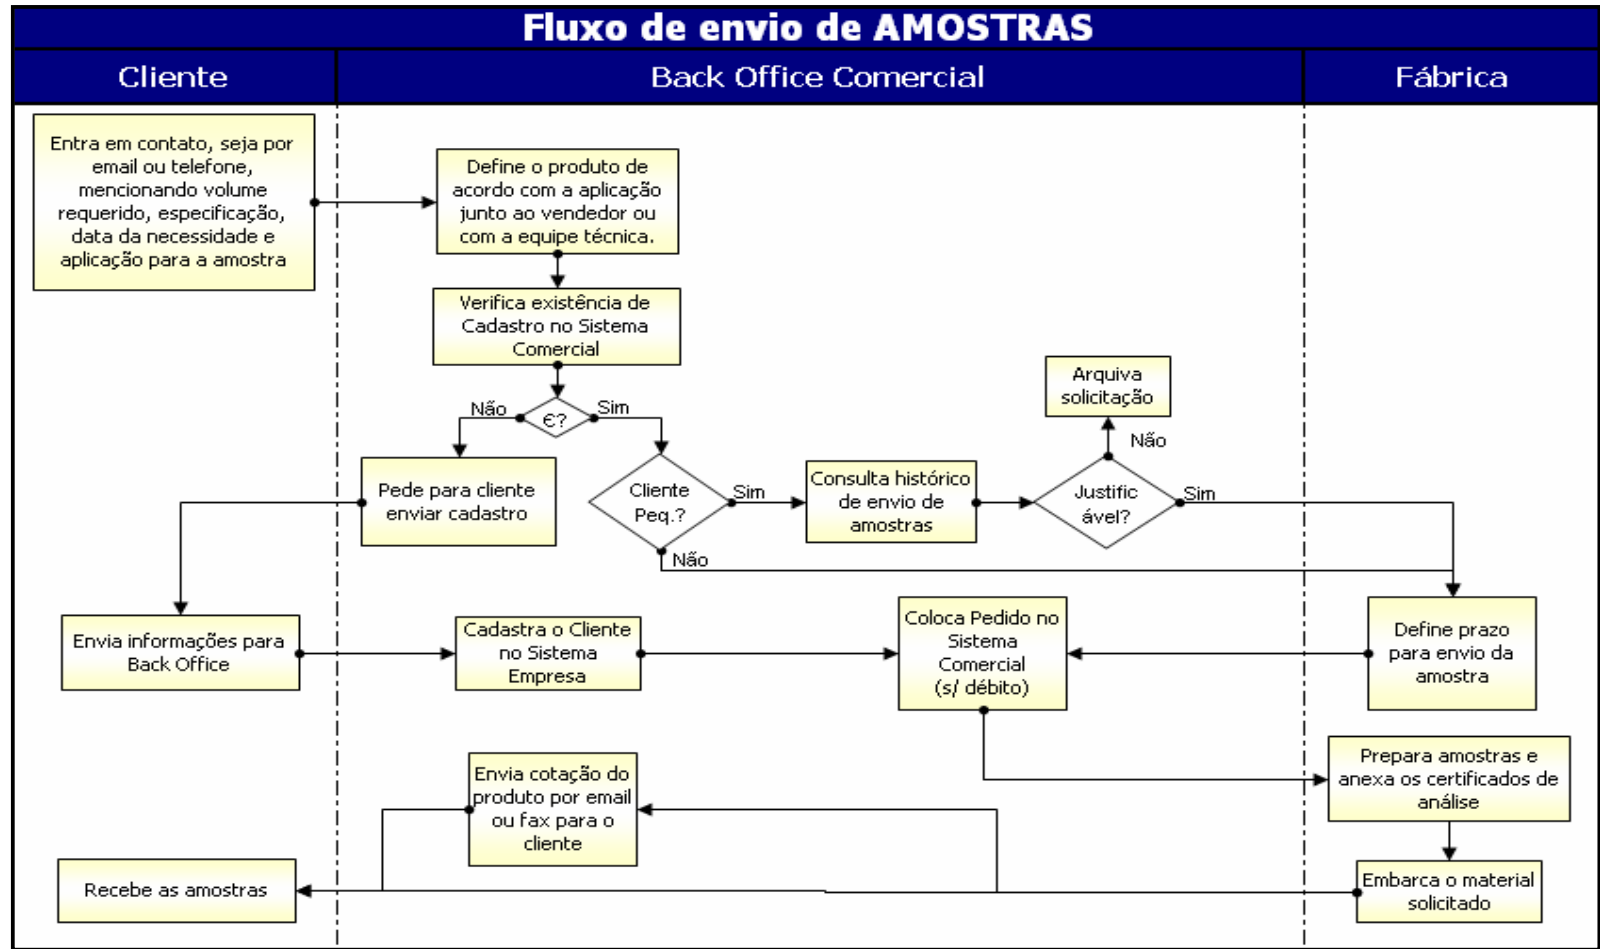 Fluxo de envio de AMOSTRAS
Cliente
Back Office Comercial
Fábrica
Entra em contato, seja por
email ou telefone,
mencionando volume
requerido, especificação,
data da necessidade e
aplicação para a amostra
Define o produto de
acordo com a aplicação
junto ao vendedor ou
com a equipe técnica.
Verifica existência de
Cadastro no Sistema
Comercial
Não
€?
Sim
Arquiva
solicitação
Não
Pede para cliente
enviar cadastro
Cliente
Peq.?
Sim
Não
Consulta histórico
de envio de
amostras
Justific
ável?
Sim
Envia informações para
Back Office
Cadastra o Cliente
no Sistema
Empresa
Coloca Pedido no
Sistema
Comercial
(s/ débito)
Define prazo
para envio da
amostra
Envia cotação do
produto por email
ou fax para o
cliente
Prepara amostras e
anexa os certificados de
análise
Recebe as amostras
Embarca o material
solicitado